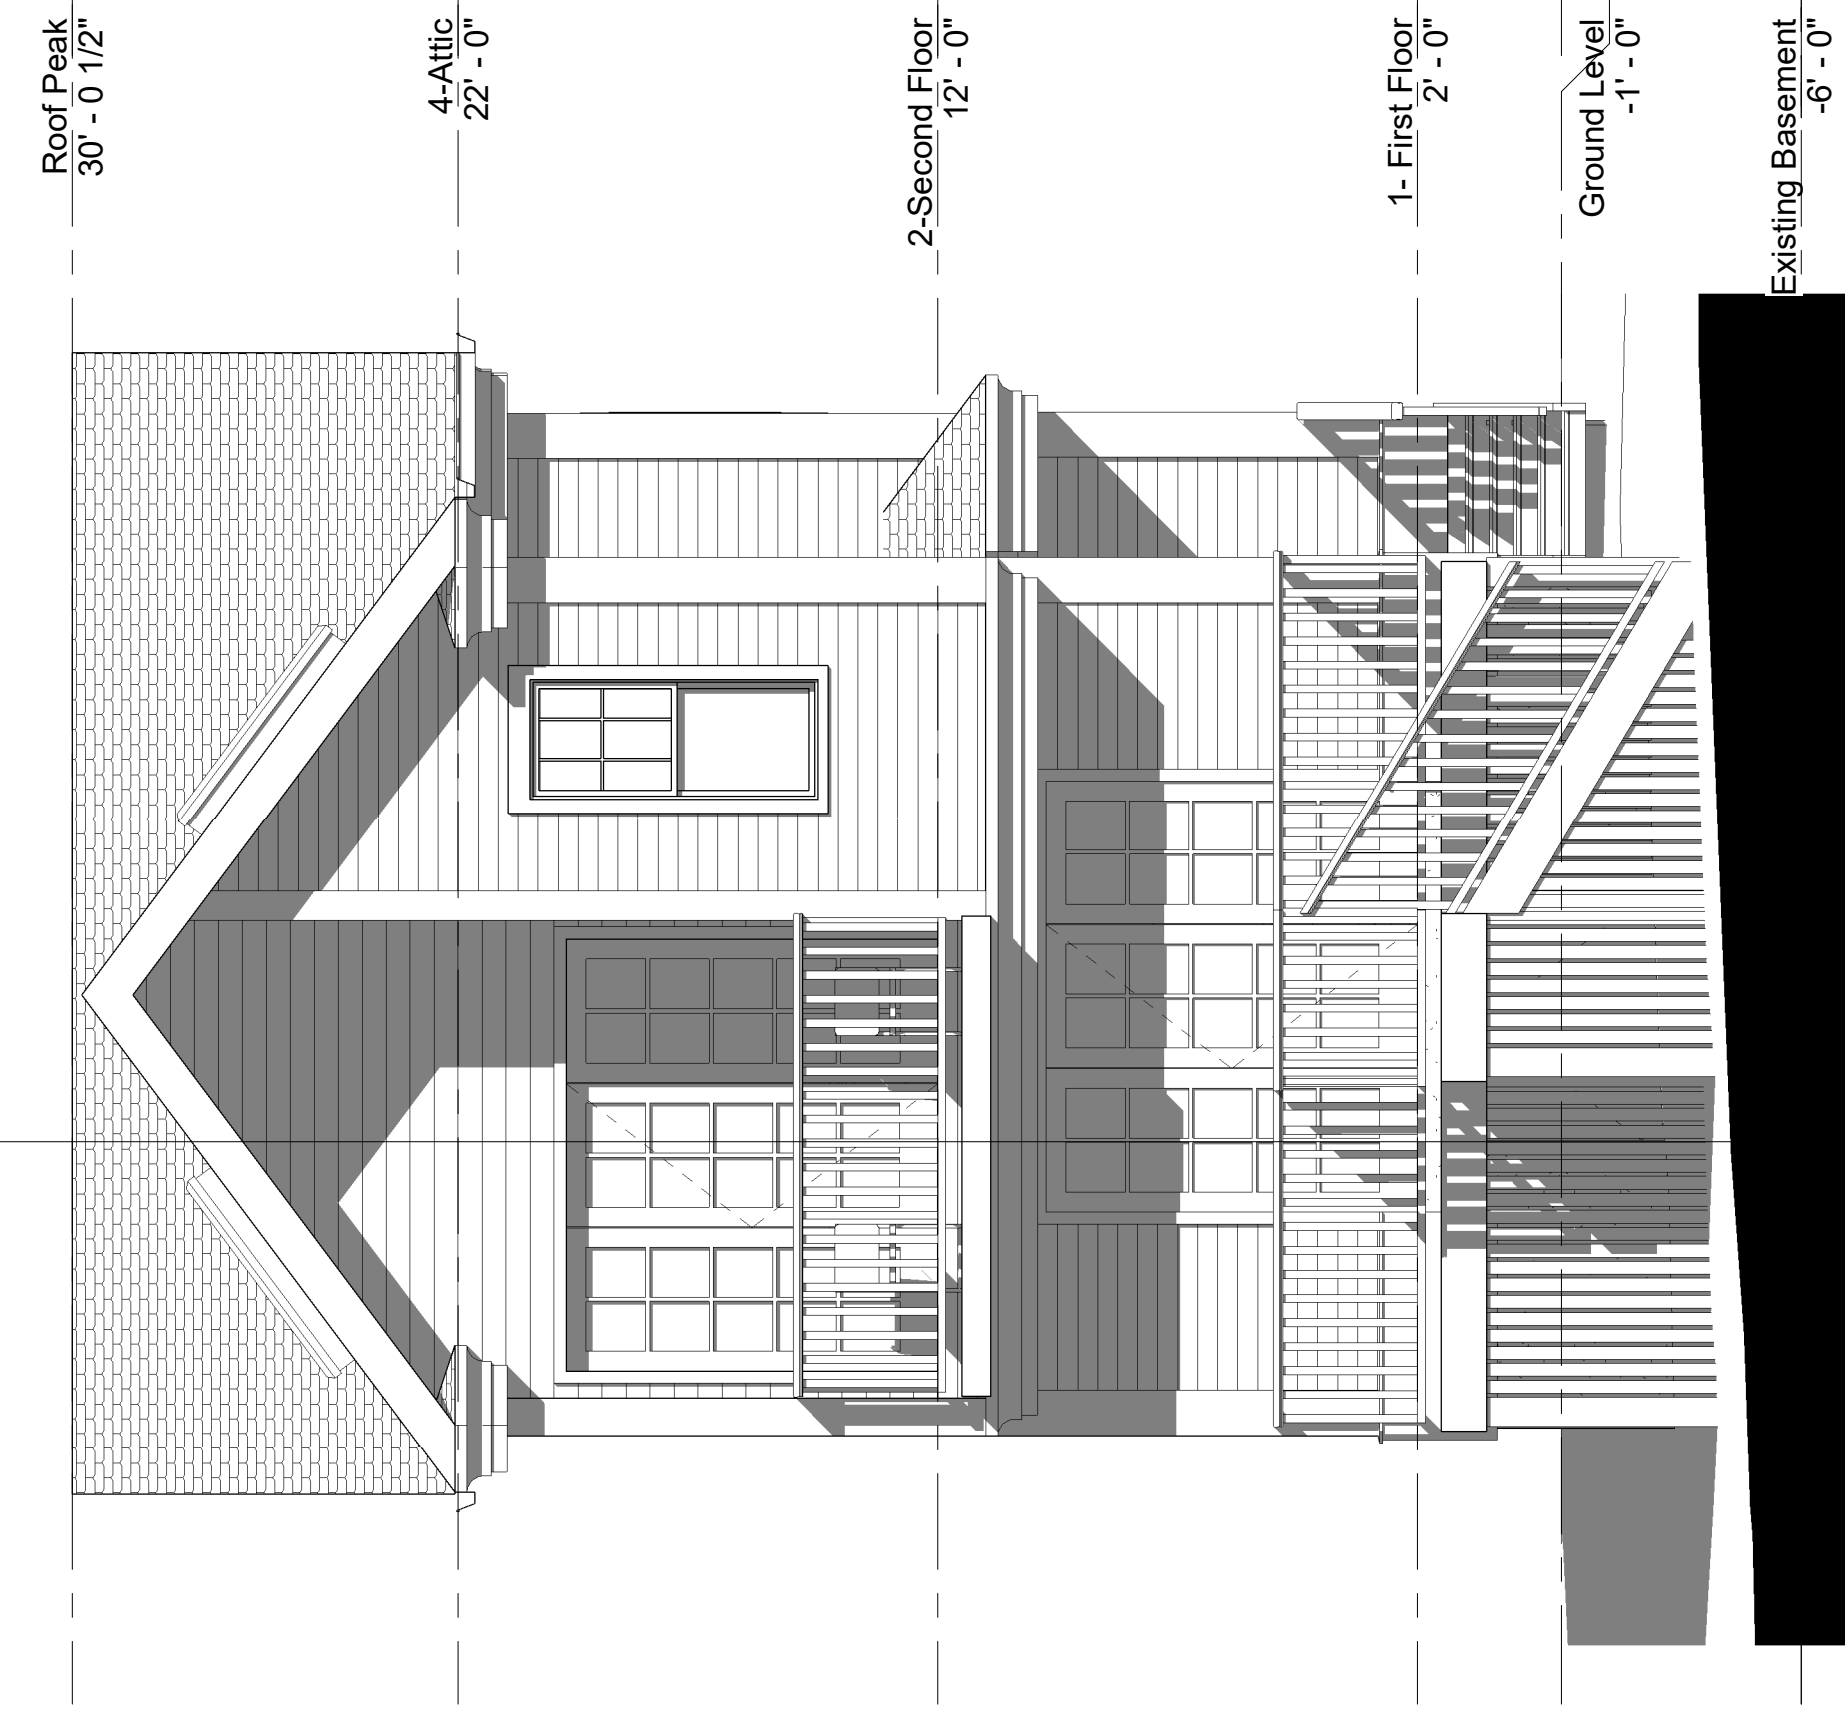 Roof Peak
30' - 0 1/2"
4-Attic
22' - 0"
2-Second Floor
12' - 0"
1- First Floor
2' - 0"
Ground Level
-1' - 0"
Existing Basement
-6' - 0"